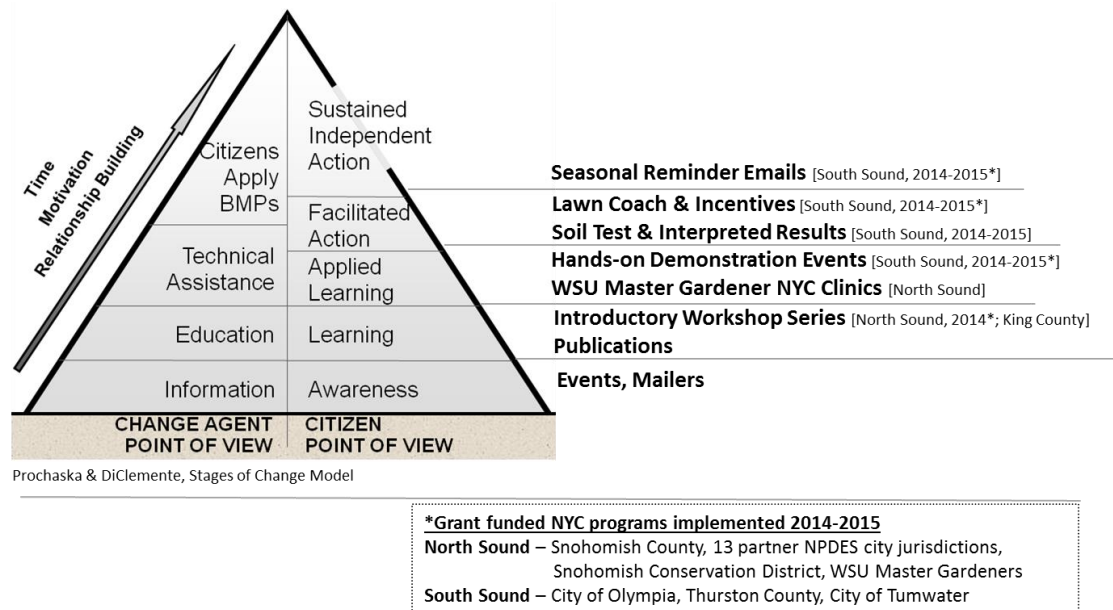 Time
Motivation
Relationship Building
Citizens
Apply
BMPs
Technical
Assistance
Education
Information
Sustained
Independent
Action
Facilitated
Action
Applied
Learning
Learning
Awareness
CHANGE AGENT
POINT OF VIEW
CITIZEN
POINT OF VIEW
Seasonal Reminder Emails [South Sound, 2014-2015*]
Lawn Coach & Incentives [South Sound, 2014-2015*]
Soil Test & Interpreted Results [South Sound, 2014-2015]
Hands-on Demonstration Events [South Sound, 2014-2015*]
WSU Master Gardener NYC Clinics [North Sound]
Introductory Workshop Series [North Sound, 2014*; King County]
Publications
Events, Mailers
Prochaska & DiClemente, Stages of Change Model
*Grant funded NYC programs implemented 2014-2015
North Sound – Snohomish County, 13 partner NPDES city jurisdictions,
Snohomish Conservation District, WSU Master Gardeners
South Sound – City of Olympia, Thurston County, City of Tumwater